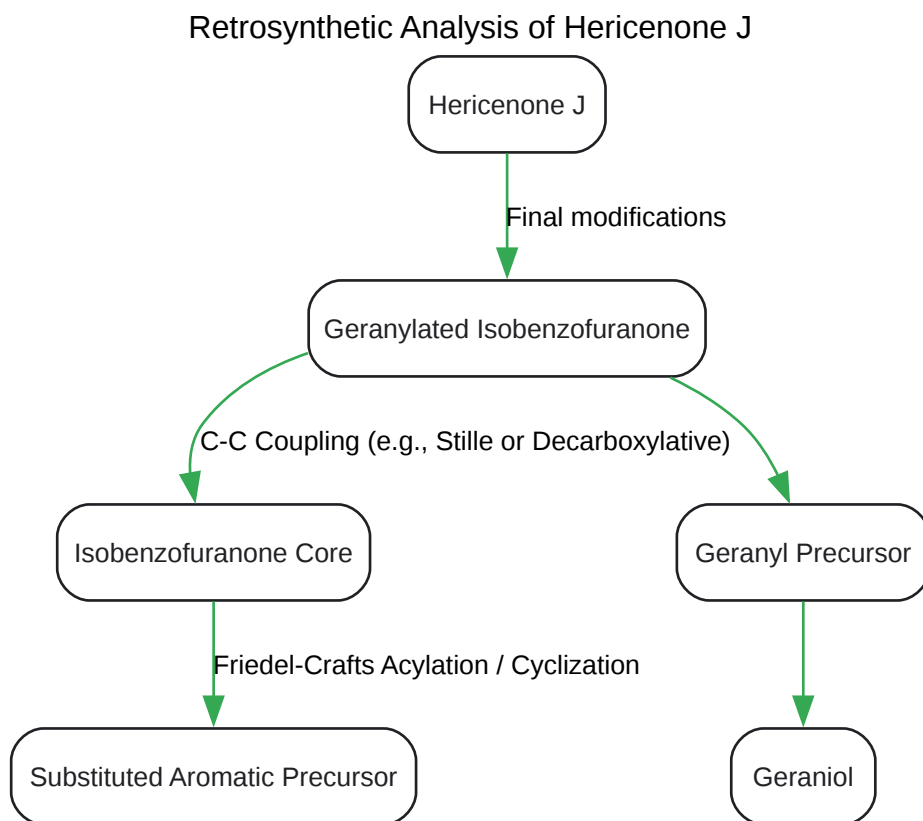 Retrosynthetic Analysis of Hericenone J
Hericenone J
Final modifications
Geranylated Isobenzofuranone
C-C Coupling (e.g., Stille or Decarboxylative)
Isobenzofuranone Core
Geranyl Precursor
Friedel-Crafts Acylation / Cyclization
Substituted Aromatic Precursor
Geraniol